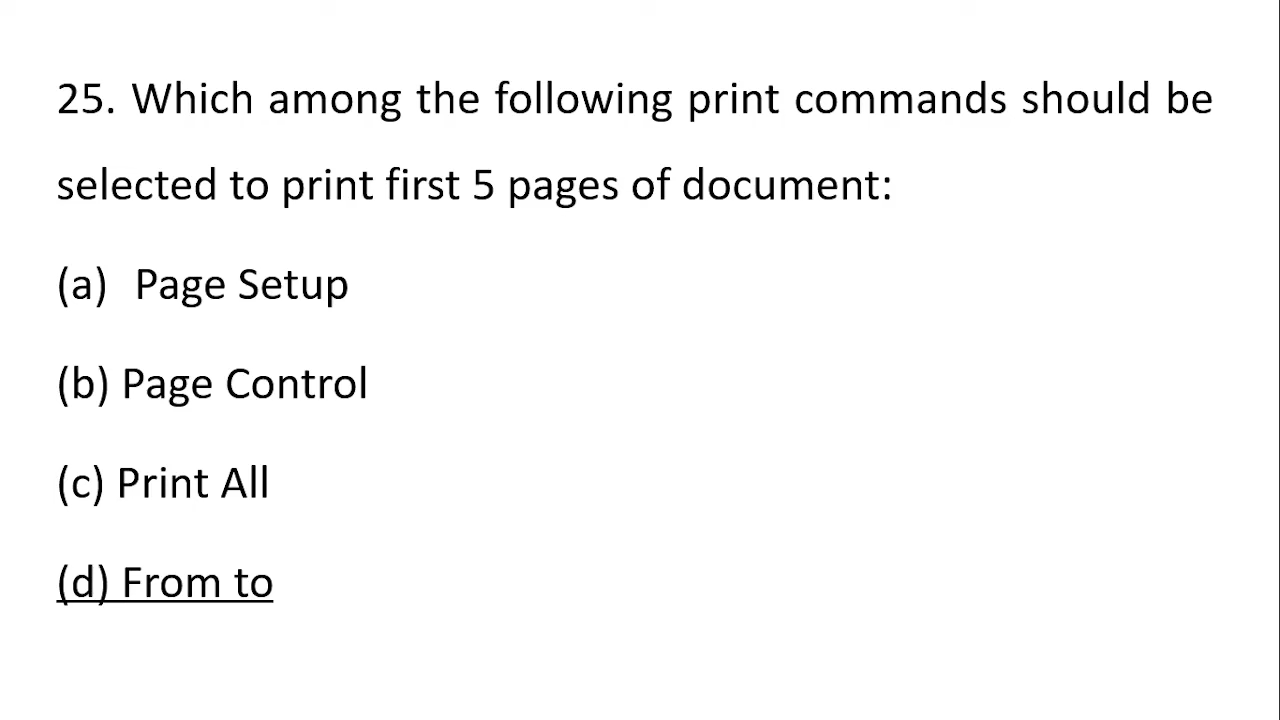 25. Which among the following print commands should be
selected to print first 5 pages of document:
(a) Page Setup
(b) Page Control
(c) Print All
(d) From to